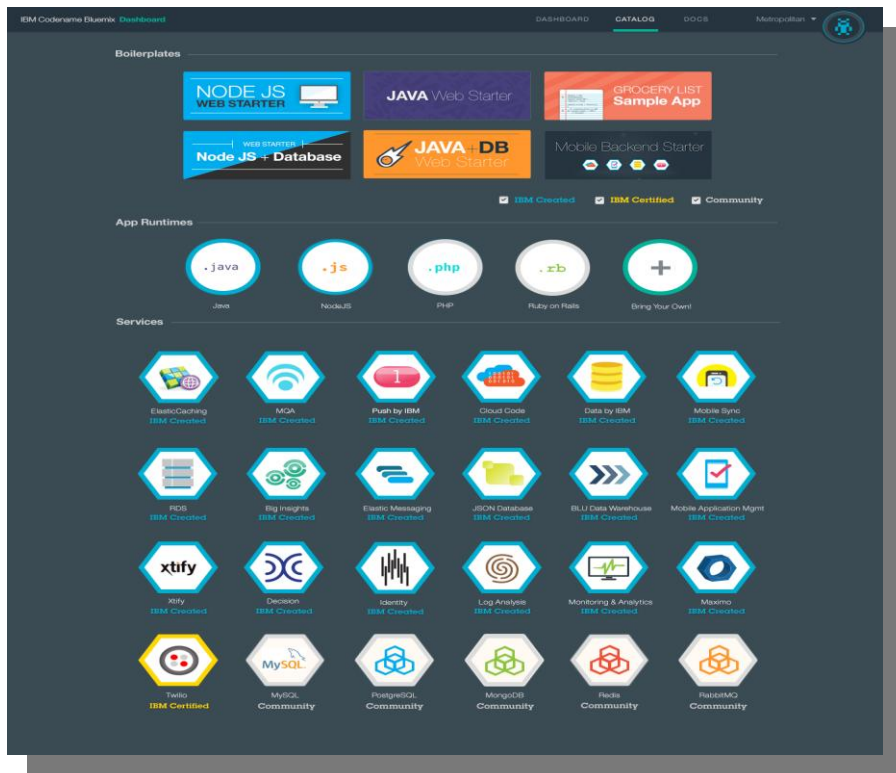 IBM Codename Bluemix Dashboard
DASHBOARD CATALOG DOCS Metropolitan
Boilerplates
NODE JS
WEB STARTER
JAVA Web Starter
GROCERY LIST
Sample App
WEB STARTER
Node JS + Database
JAVA+DB
Web Starter
Mobile Backend Starter
IBM Created IBM Certified Community
App Runtimes
.java .js .php .rb +
Java NodeJS PHP Ruby on Rails Bring Your Own!
Services
1
ElasticCaching MQA Push by IBM Cloud Code Data by IBM Mobile Sync
IBM Created IBM Created IBM Created IBM Created IBM Created IBM Created
RDS Big Insights Elastic Messaging JSON Database BLU Data Warehouse Mobile Application Mgmt
IBM Created IBM Created IBM Created IBM Created IBM Created IBM Created
xtify
Xtify Decision Identity Log Analysis Monitoring & Analytics Maximo
IBM Created IBM Created IBM Created IBM Created IBM Created IBM Created
MySQL
Twilio MySQL PostgreSQL MongoDB Redis RabbitMQ
IBM Certified Community Community Community Community Community